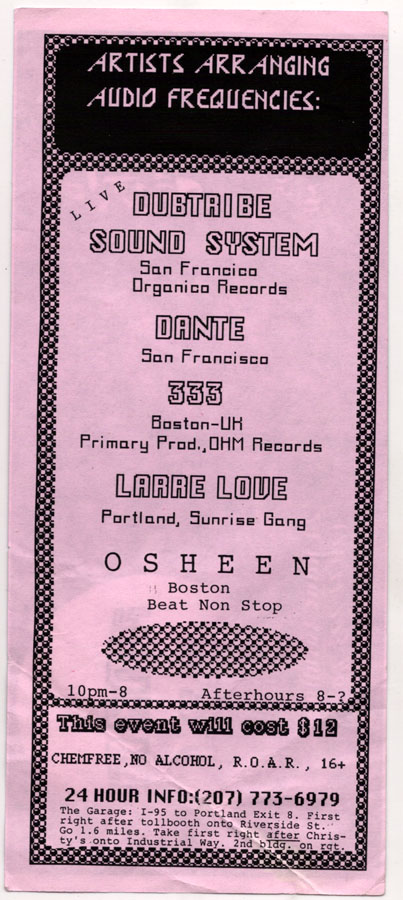 ARTISTS ARRANGING
AUDIO FREQUENCIES:
LIVE
DUBTRIBE
SOUND SYSTEM
San Francico
Organico Records
DANTE
San Francisco
333
Boston-UK
Primary Prod., OHM Records
LARRE LOVE
Portland, Sunrise Gang
OSHEEN
Boston
Beat Non Stop
10pm-8 Afterhours 8-?
This event will cost $12
CHEMFREE, NO ALCOHOL, R.O.A.R., 16+
24 HOUR INFO:(207) 773-6979
The Garage: I-95 to Portland Exit 8. First
right after tollbooth onto Riverside St.
Go 1.6 miles. Take first right after Chris-
ty's onto Industrial Way. 2nd bldg. on rgt.